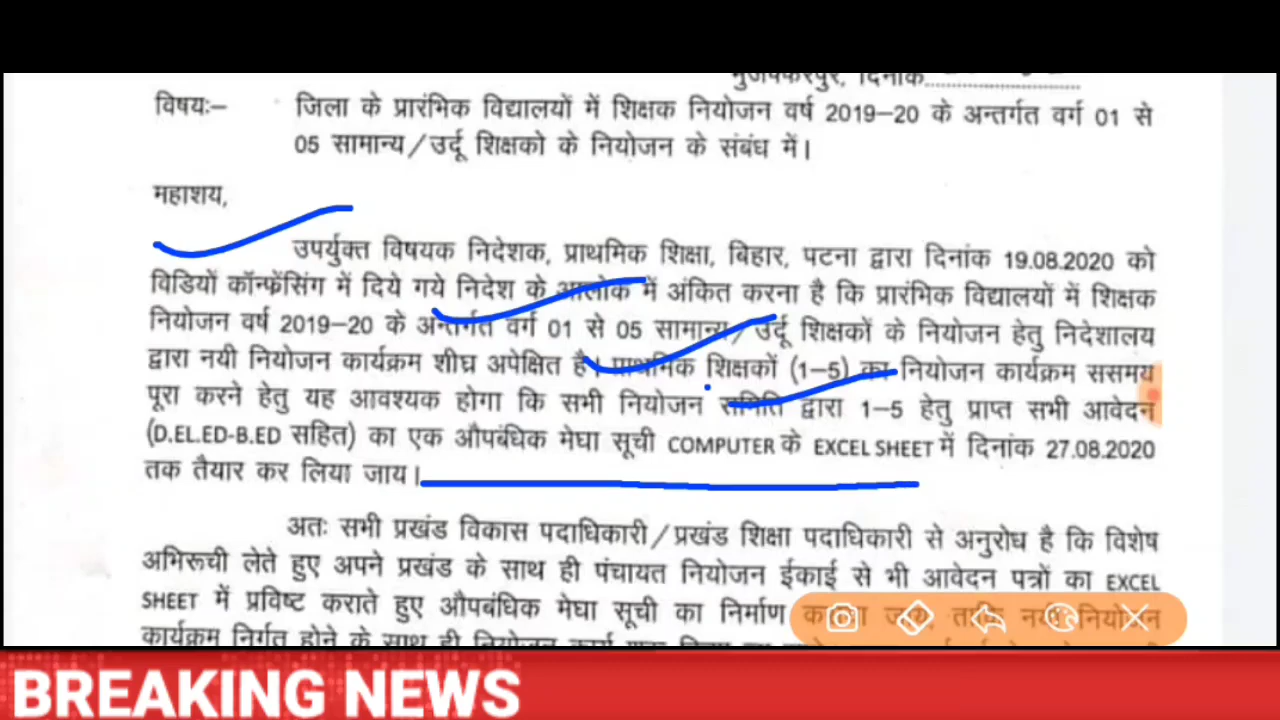 मुजफ्फरपुर, दिनांक
विषयः– जिला के प्रारंभिक विद्यालयों में शिक्षक नियोजन वर्ष 2019–20 के अन्तर्गत वर्ग 01 से
05 सामान्य/उर्दू शिक्षको के नियोजन के संबंध में।
महाशय,
उपर्युक्त विषयक निदेशक, प्राथमिक शिक्षा, बिहार, पटना द्वारा दिनांक 19.08.2020 को
विडियों कॉन्फ्रेंसिंग में दिये गये निदेश के आलोक में अंकित करना है कि प्रारंभिक विद्यालयों में शिक्षक
नियोजन वर्ष 2019–20 के अन्तर्गत वर्ग 01 से 05 सामान्य/उर्दू शिक्षकों के नियोजन हेतु निदेशालय
द्वारा नयी नियोजन कार्यक्रम शीघ्र अपेक्षित है। प्राथमिक शिक्षकों (1–5) का नियोजन कार्यक्रम ससमय
पूरा करने हेतु यह आवश्यक होगा कि सभी नियोजन समिति द्वारा 1–5 हेतु प्राप्त सभी आवेदन
(D.EL.ED-B.ED सहित) का एक औपबंधिक मेघा सूची COMPUTER के EXCEL SHEET में दिनांक 27.08.2020
तक तैयार कर लिया जाय।
अतः सभी प्रखंड विकास पदाधिकारी/प्रखंड शिक्षा पदाधिकारी से अनुरोध है कि विशेष
अभिरूची लेते हुए अपने प्रखंड के साथ ही पंचायत नियोजन ईकाई से भी आवेदन पत्रों का EXCEL
SHEET में प्रविष्ट कराते हुए औपबंधिक मेघा सूची का निर्माण कराया जाये, ताकि नयी नियोजन
कार्यक्रम निर्गत होने के साथ ही नियोजन कार्य
BREAKING NEWS